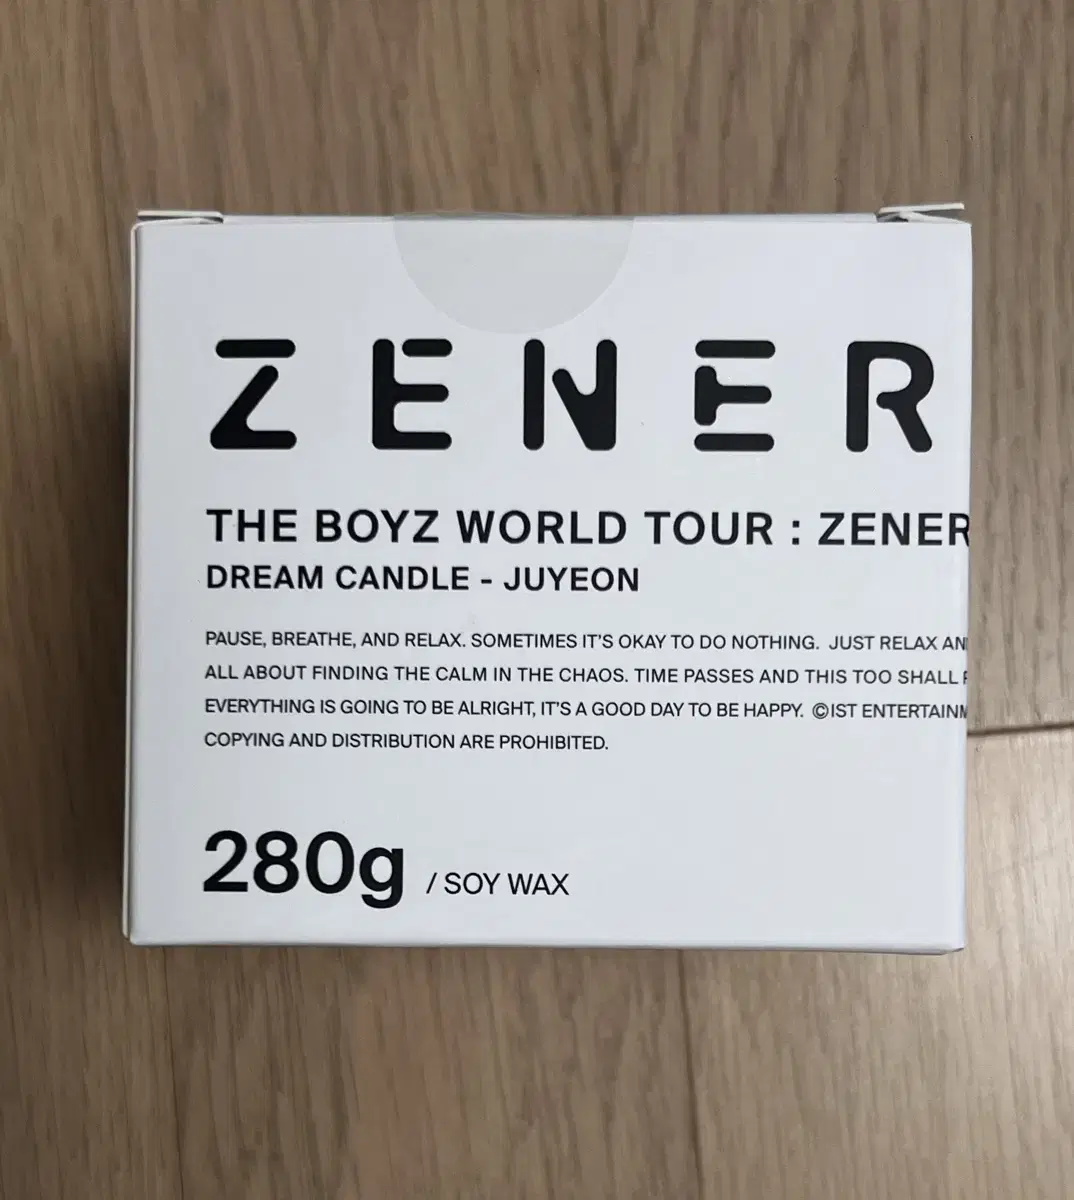 ZENER
THE BOYZ WORLD TOUR : ZENER
DREAM CANDLE - JUYEON
PAUSE, BREATHE, AND RELAX. SOMETIMES IT'S OKAY TO DO NOTHING. JUST RELAX
ALL ABOUT FINDING THE CALM IN THE CHAOS. TIME PASSES AND THIS TOO SHALL
EVERYTHING IS GOING TO BE ALRIGHT, IT'S A GOOD DAY TO BE HAPPY. ©IST
COPYING AND DISTRIBUTION ARE PROHIBITED.
280g / SOY WAX